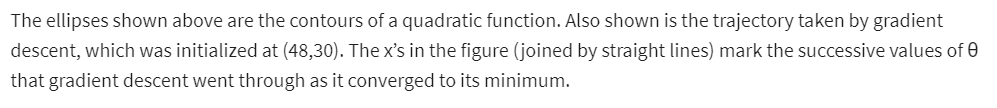 The ellipses shown above are the contours of a quadratic function. Also shown is the trajectory taken by gradient
descent, which was initialized at (48,30). The x’s in the figure (joined by straight lines) mark the successive values of θ
that gradient descent went through as it converged to its minimum.